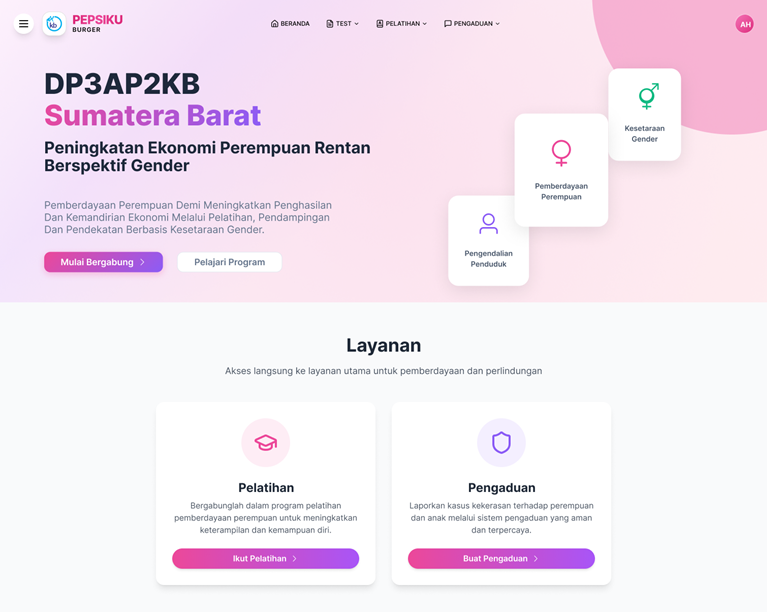 kb
PEPSIKU
BURGER
BERANDA
TEST
PELATIHAN
PENGADUAN
AH
DP3AP2KB
Sumatera Barat
Peningkatan Ekonomi Perempuan Rentan
Berspektif Gender
Pemberdayaan Perempuan Demi Meningkatkan Penghasilan
Dan Kemandirian Ekonomi Melalui Pelatihan, Pendampingan
Dan Pendekatan Berbasis Kesetaraan Gender.
Mulai Bergabung
Pelajari Program
Kesetaraan
Gender
Pemberdayaan
Perempuan
Pengendalian
Penduduk
Layanan
Akses langsung ke layanan utama untuk pemberdayaan dan perlindungan
Pelatihan
Bergabunglah dalam program pelatihan
pemberdayaan perempuan untuk meningkatkan
keterampilan dan kemampuan diri.
Ikut Pelatihan
Pengaduan
Laporkan kasus kekerasan terhadap perempuan
dan anak melalui sistem pengaduan yang aman
dan terpercaya.
Buat Pengaduan